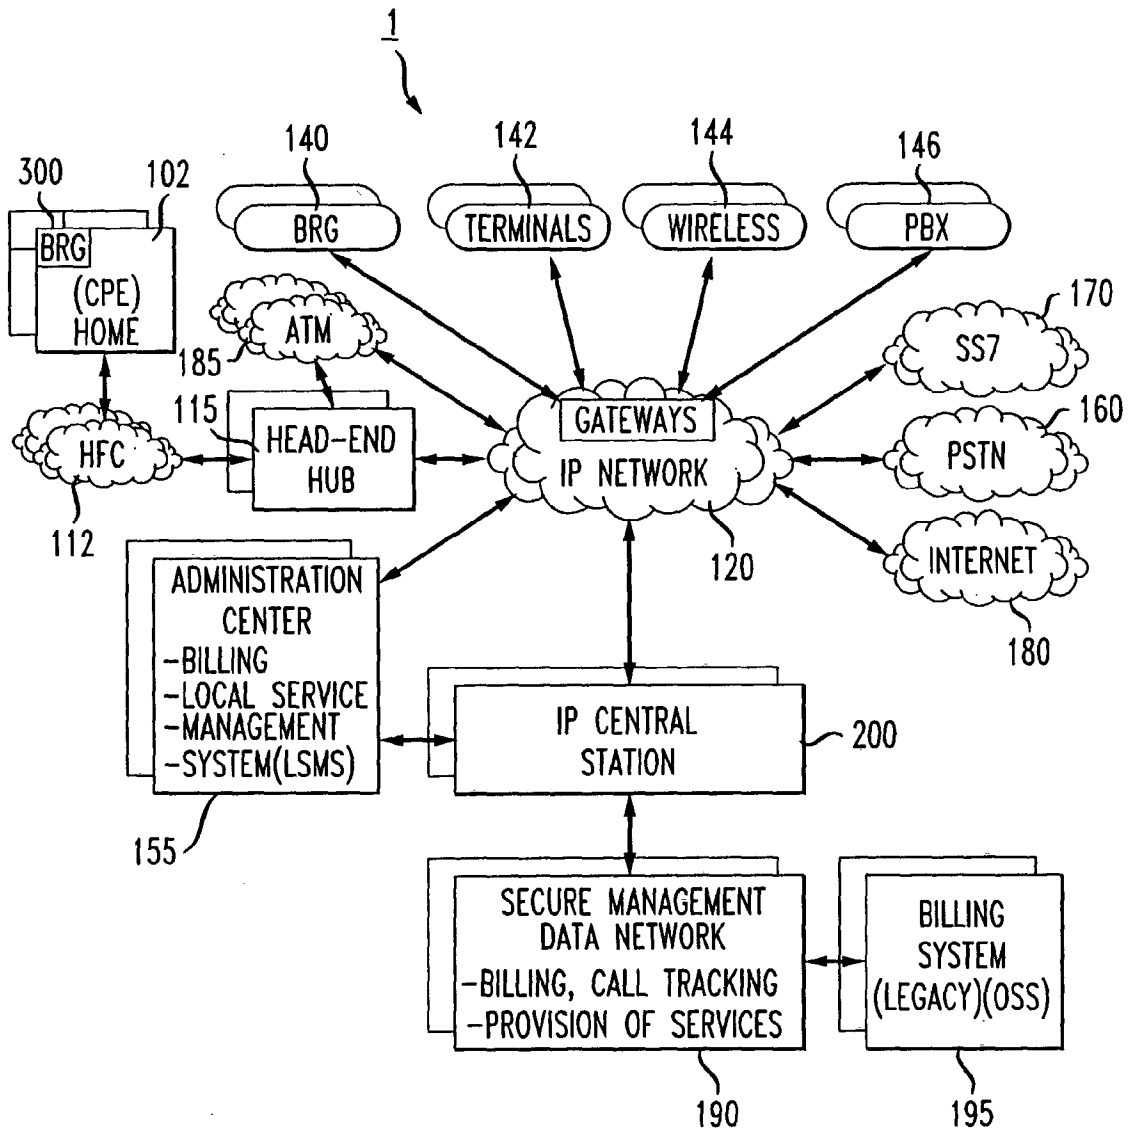 1
140
142
144
146
300
102
BRG
TERMINALS
WIRELESS
PBX
BRG
(CPE)
HOME
ATM
185
170
SS7
115
GATEWAYS
160
HEAD-END
HUB
HFC
IP NETWORK
PSTN
112
120
INTERNET
180
ADMINISTRATION
CENTER
-BILLING
-LOCAL SERVICE
-MANAGEMENT
-SYSTEM(LSMS)
155
IP CENTRAL
STATION
200
SECURE MANAGEMENT
DATA NETWORK
-BILLING, CALL TRACKING
-PROVISION OF SERVICES
190
BILLING
SYSTEM
(LEGACY)(OSS)
195